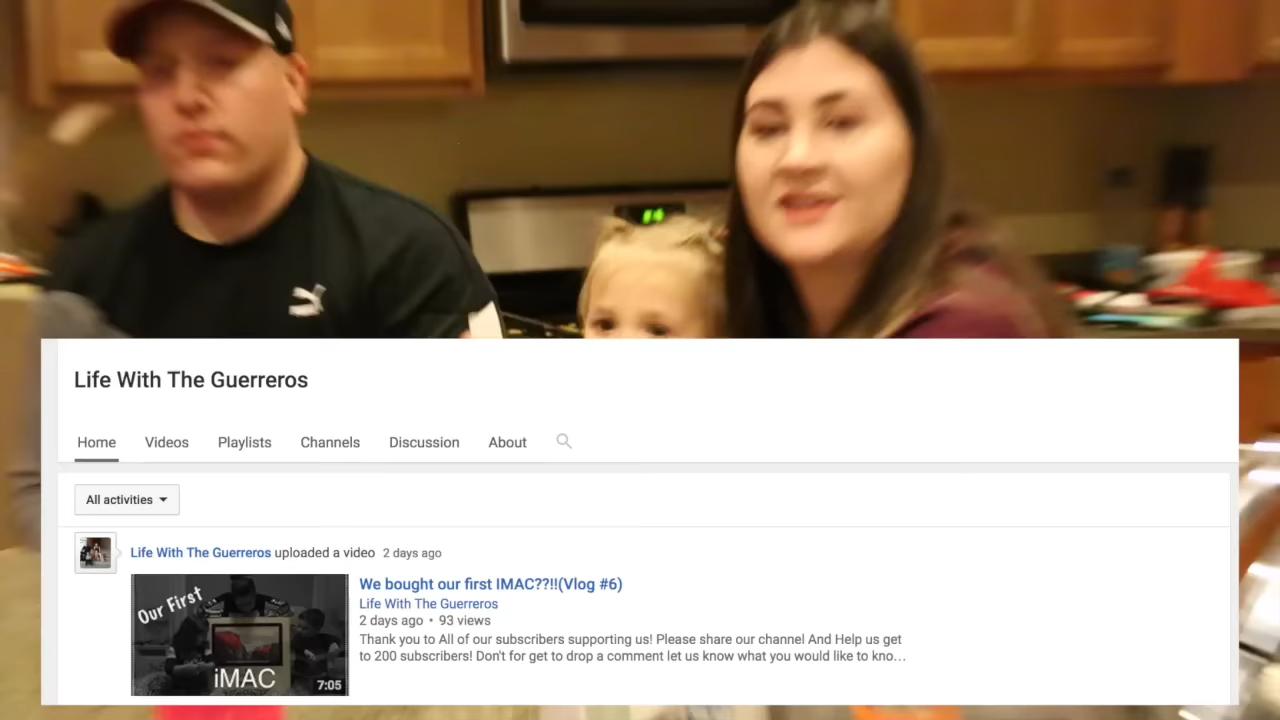 Life With The Guerreros
Home Videos Playlists Channels Discussion About
All activities
Life With The Guerreros uploaded a video 2 days ago
Our First
iMAC
7:05
We bought our first IMAC??!!(Vlog #6)
Life With The Guerreros
2 days ago • 93 views
Thank you to All of our subscribers supporting us! Please share our channel And Help us get
to 200 subscribers! Don't for get to drop a comment let us know what you would like to kno…